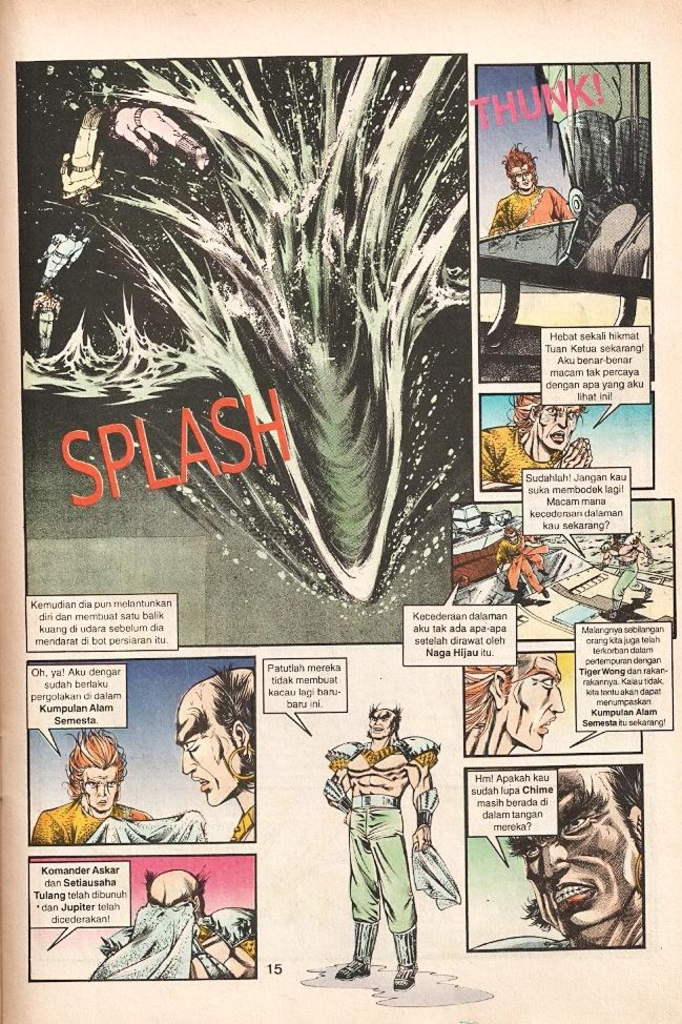 THUNK!
SPLASH
Kemudian dia pun melantunkan
diri dan membuat satu balik
kuang di udara sebelum dia
mendarat di bot persiaran itu.
Hebat sekali hikmat
Tuan Ketua sekarang!
Aku benar-benar
macam tak percaya
dengan apa yang aku
lihat ini!
Sudahlah! Jangan kau
suka membodek lagi!
Macam mana
kecederaan dalaman
kau sekarang?
Kecederaan dalaman
aku tak ada apa-apa
setelah dirawat oleh
Naga Hijau itu.
Malangnya sebilangan
orang kita juga telah
terkorban dalam
pertempuran dengan
Tiger Wong dan rakan-
rakannya. Kalau tidak,
kita tentu akan dapat
menumpaskan
Kumpulan Alam
Semesta itu sekarang!
Oh, ya! Aku dengar
sudah berlaku
pergolakan di dalam
Kumpulan Alam
Semesta.
Patutlah mereka
tidak membuat
kacau lagi baru-
baru ini.
Komander Askar
dan Setiausaha
Tulang telah dibunuh
dan Jupiter telah
dicederakan!
Hm! Apakah kau
sudah lupa Chime
masih berada di
dalam tangan
mereka?
15